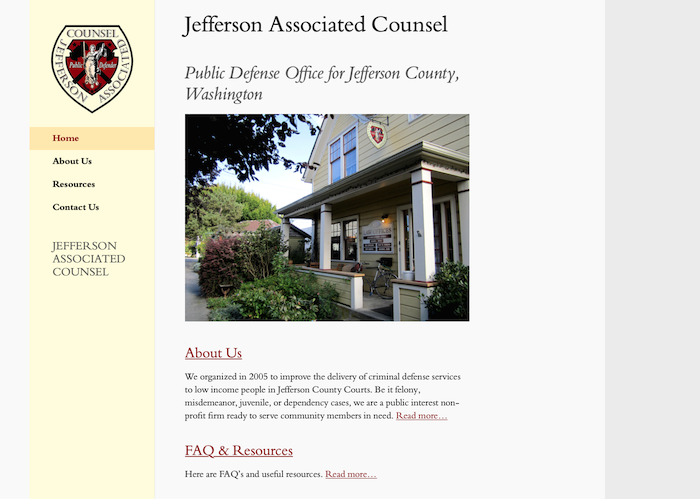 COUNSEL
JEFFERSON
ASSOCIATED
Public Defender
Home
About Us
Resources
Contact Us
JEFFERSON
ASSOCIATED
COUNSEL
Jefferson Associated Counsel
Public Defense Office for Jefferson County,
Washington
About Us
We organized in 2005 to improve the delivery of criminal defense services
to low income people in Jefferson County Courts. Be it felony,
misdemeanor, juvenile, or dependency cases, we are a public interest non-
profit firm ready to serve community members in need. Read more…
FAQ & Resources
Here are FAQ's and useful resources. Read more…